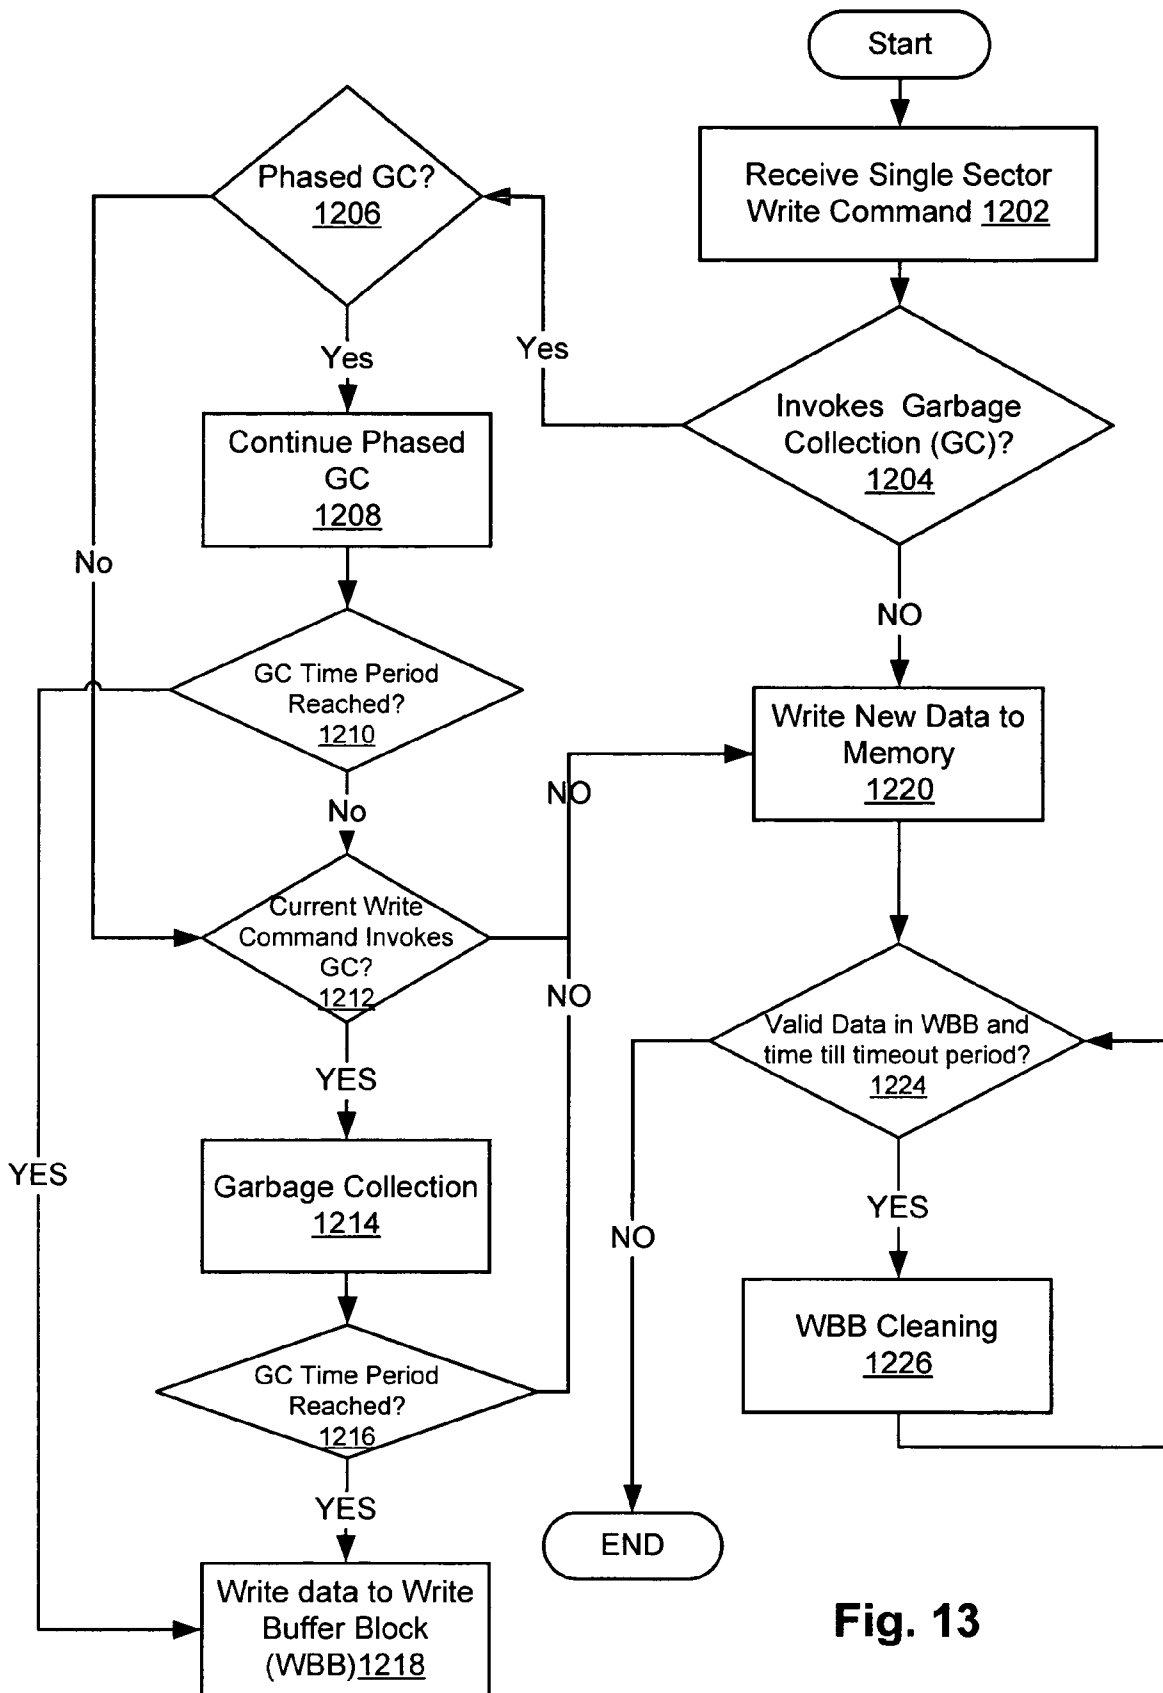 Start
Receive Single Sector
Write Command 1202
Invokes Garbage
Collection (GC)?
1204
Yes
NO
Phased GC?
1206
Yes
No
Continue Phased
GC
1208
GC Time Period
Reached?
1210
No
YES
Current Write
Command Invokes
GC?
1212
NO
YES
Garbage Collection
1214
GC Time Period
Reached?
1216
NO
YES
Write data to Write
Buffer Block
(WBB)1218
Write New Data to
Memory
1220
Valid Data in WBB and
time till timeout period?
1224
YES
NO
WBB Cleaning
1226
END
Fig. 13